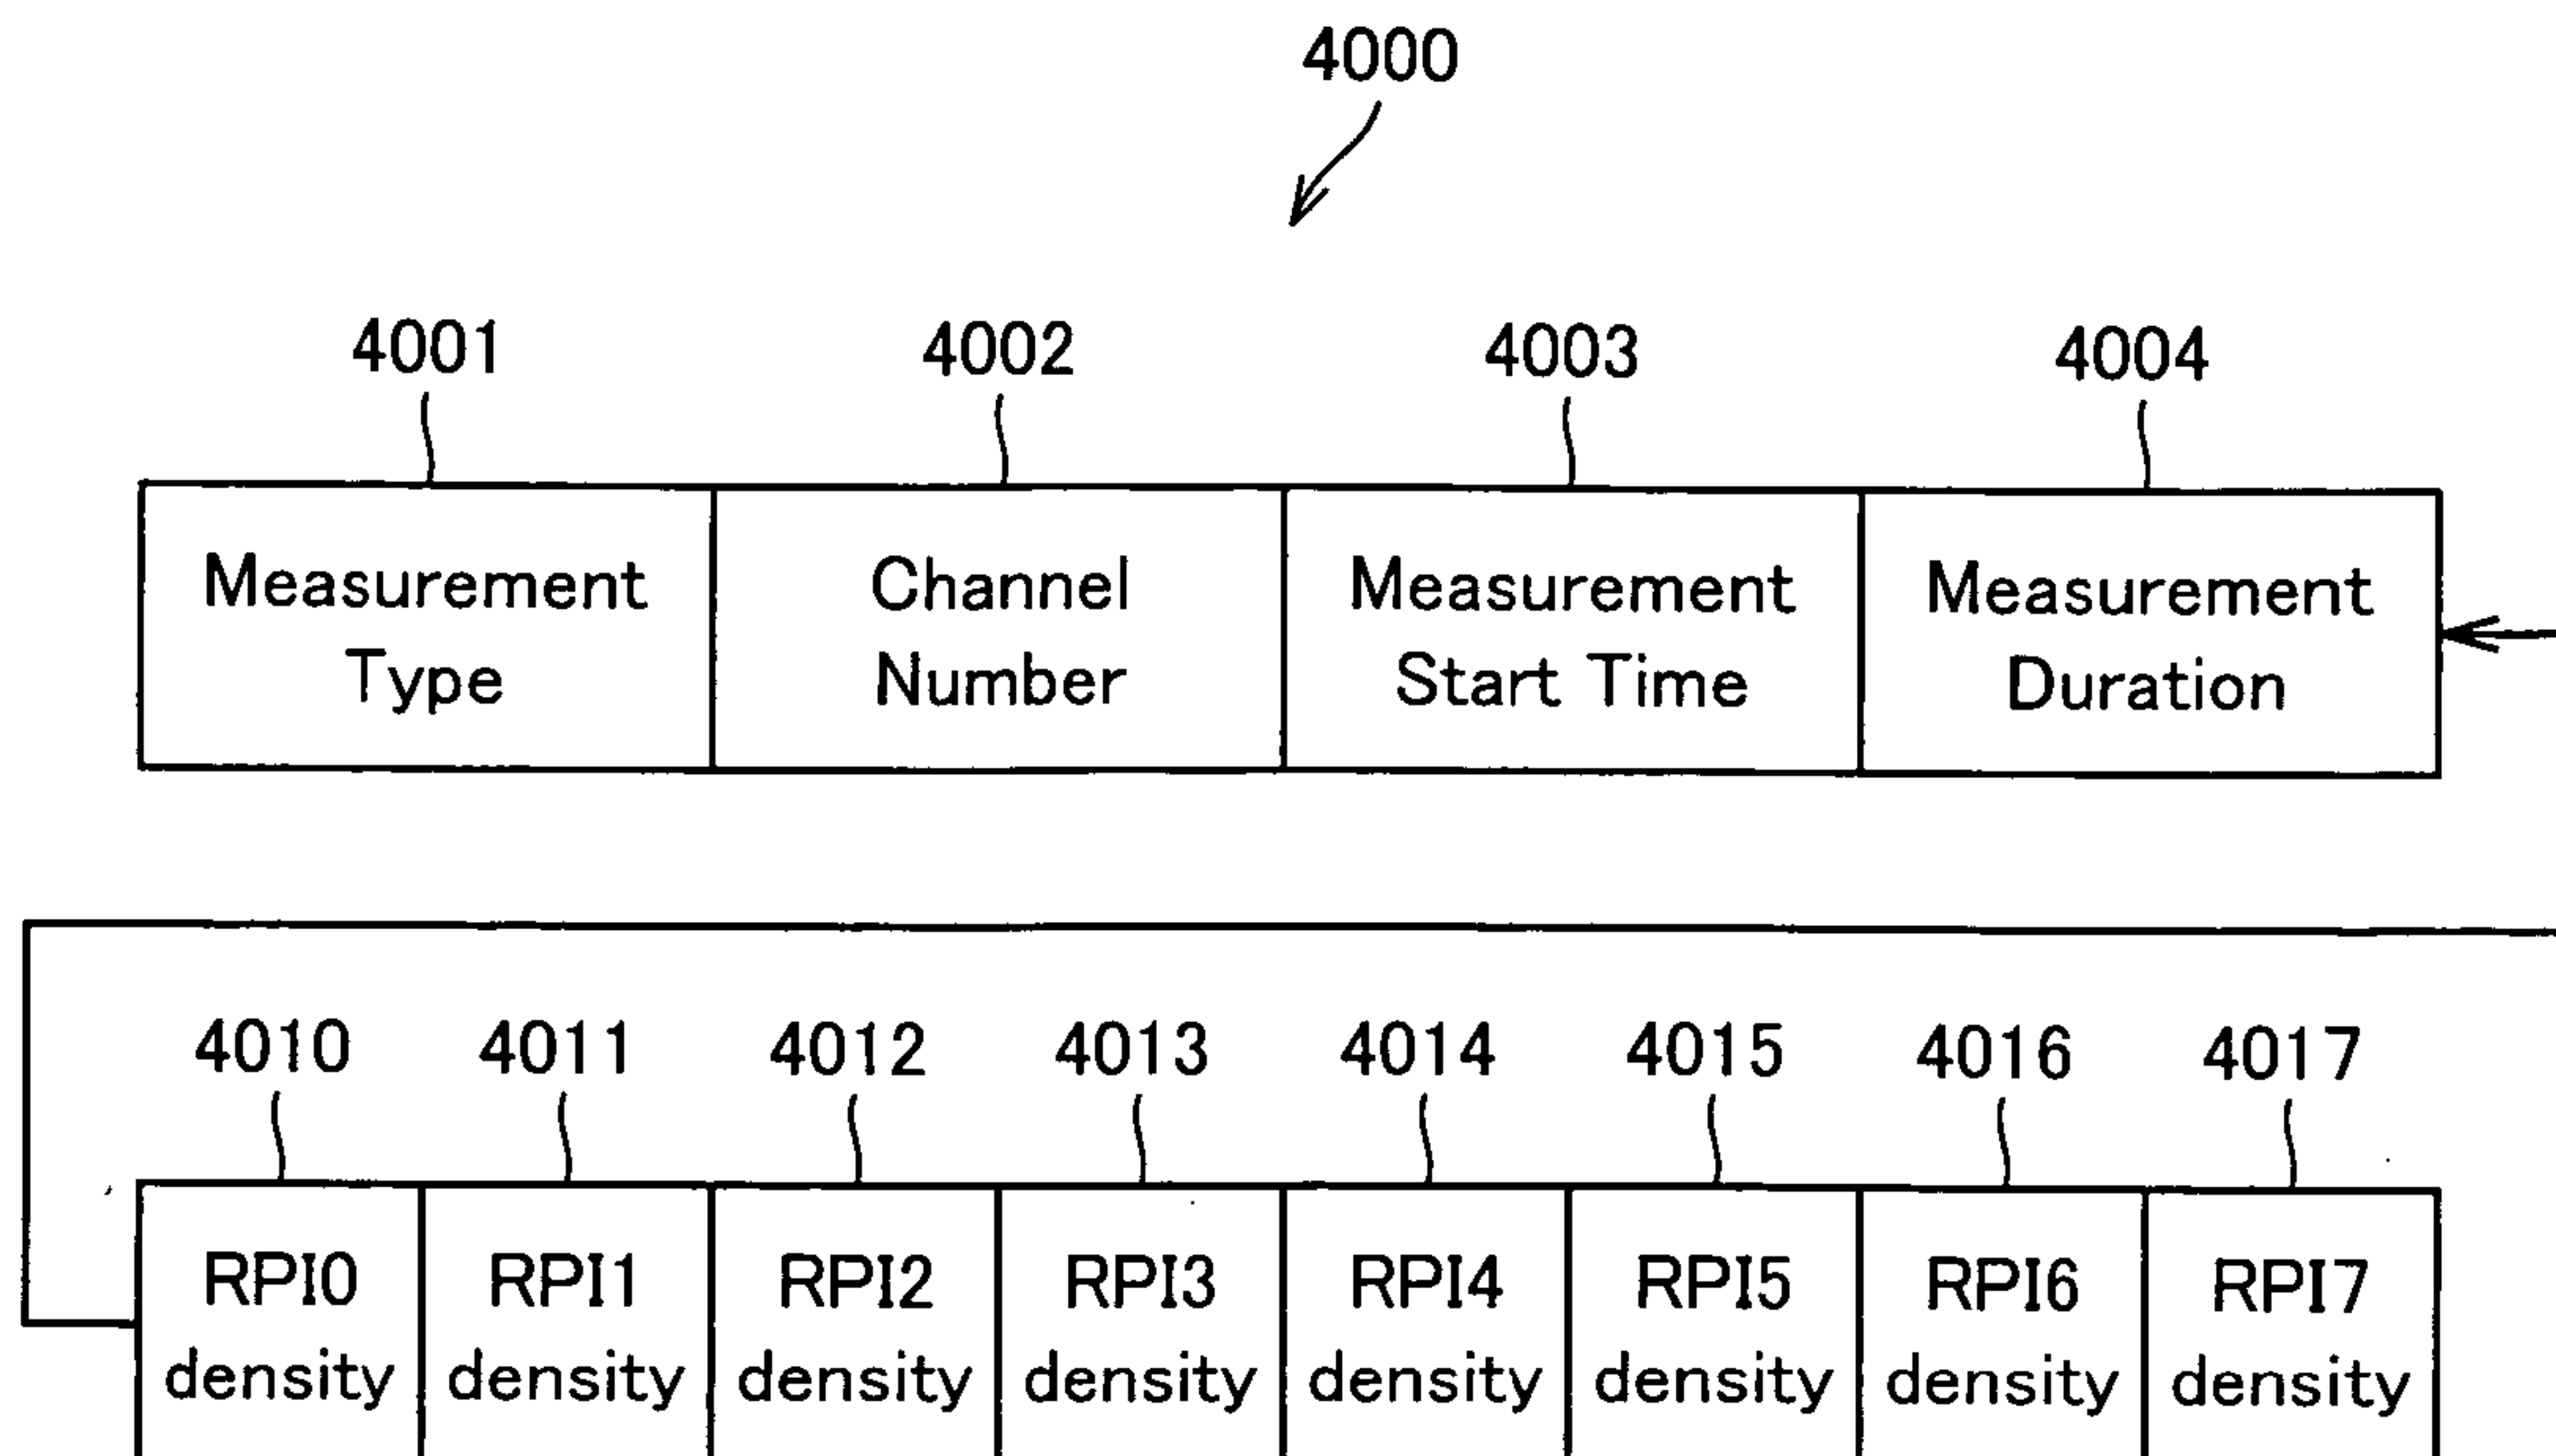 4000
4001 4002 4003 4004
Measurement Channel Measurement Measurement
Type Number Start Time Duration
4010 4011 4012 4013 4014 4015 4016 4017
RPI0 RPI1 RPI2 RPI3 RPI4 RPI5 RPI6 RPI7
density density density density density density density density